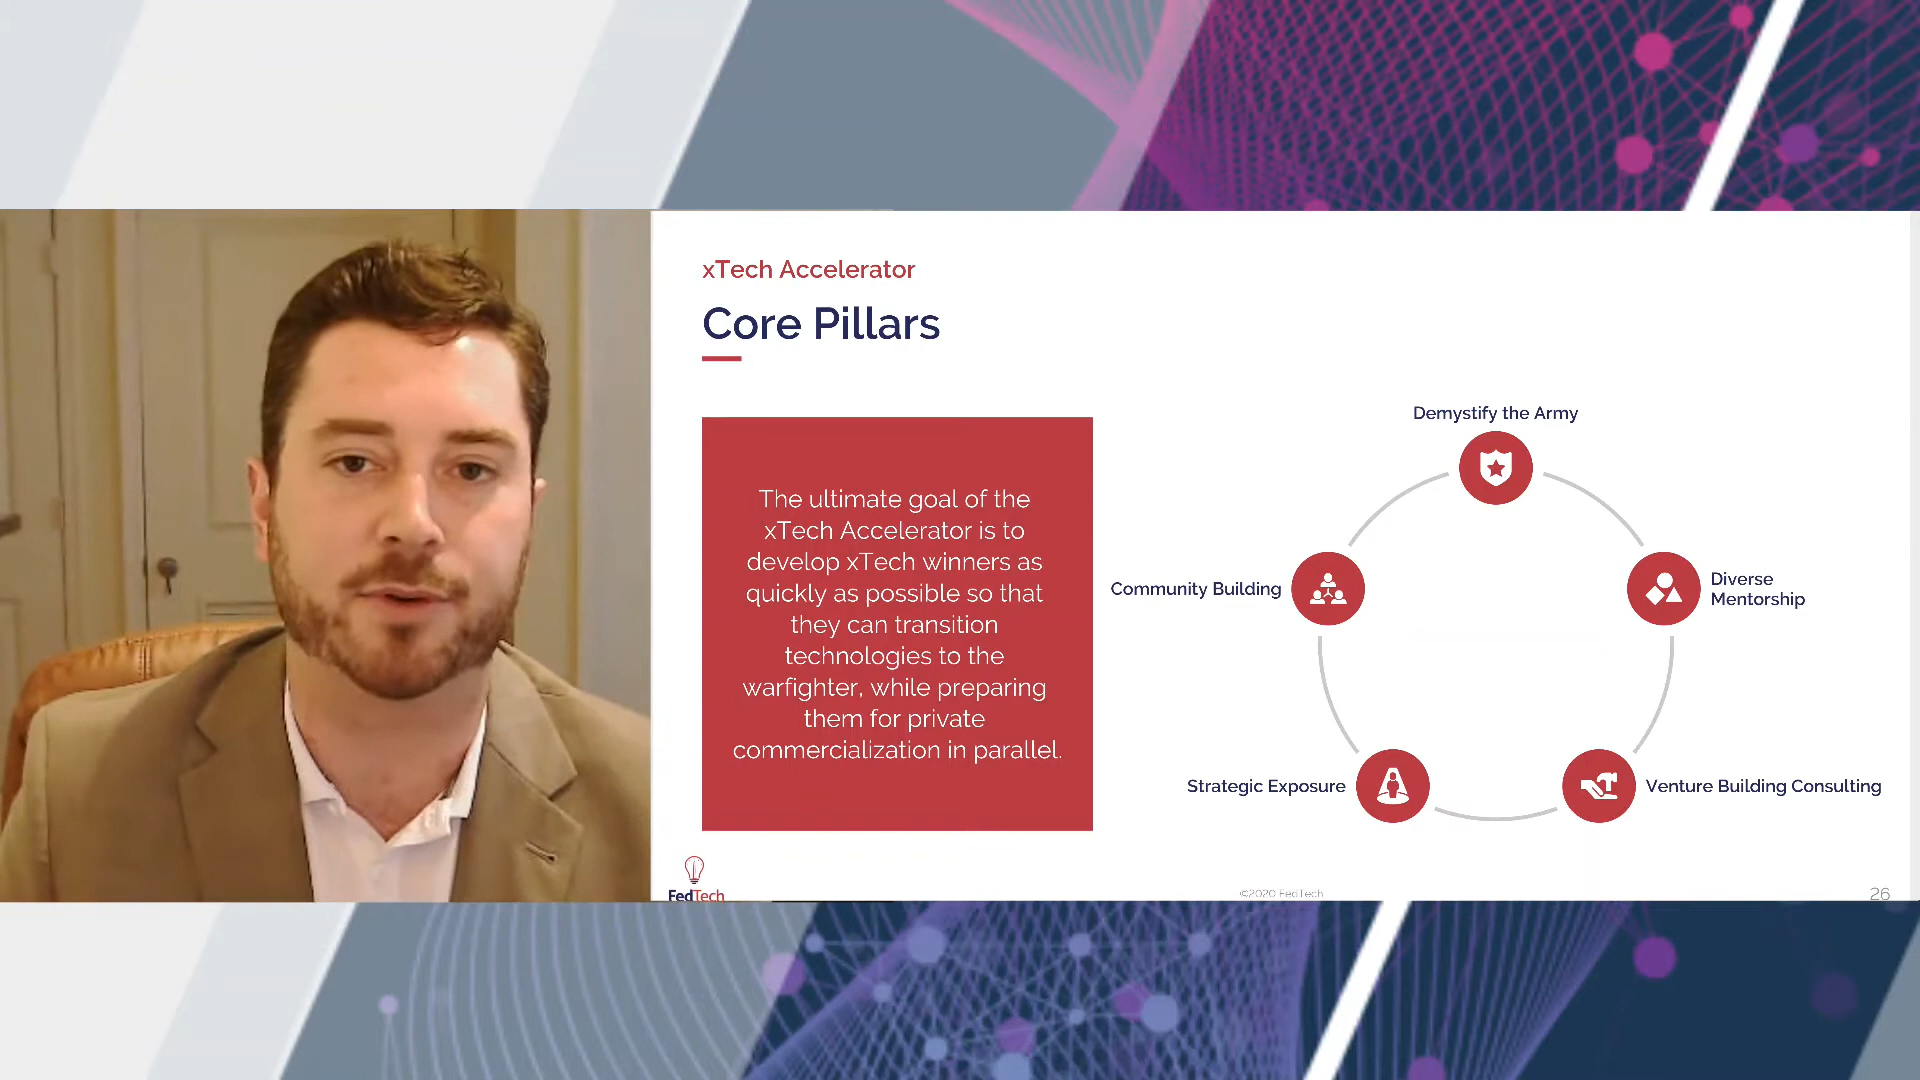 xTech Accelerator
Core Pillars
The ultimate goal of the
xTech Accelerator is to
develop xTech winners as
quickly as possible so that
they can transition
technologies to the
warfighter, while preparing
them for private
commercialization in parallel.
Demystify the Army
Community Building
Diverse
Mentorship
Strategic Exposure
Venture Building Consulting
FedTech
©2020 FedTech
26